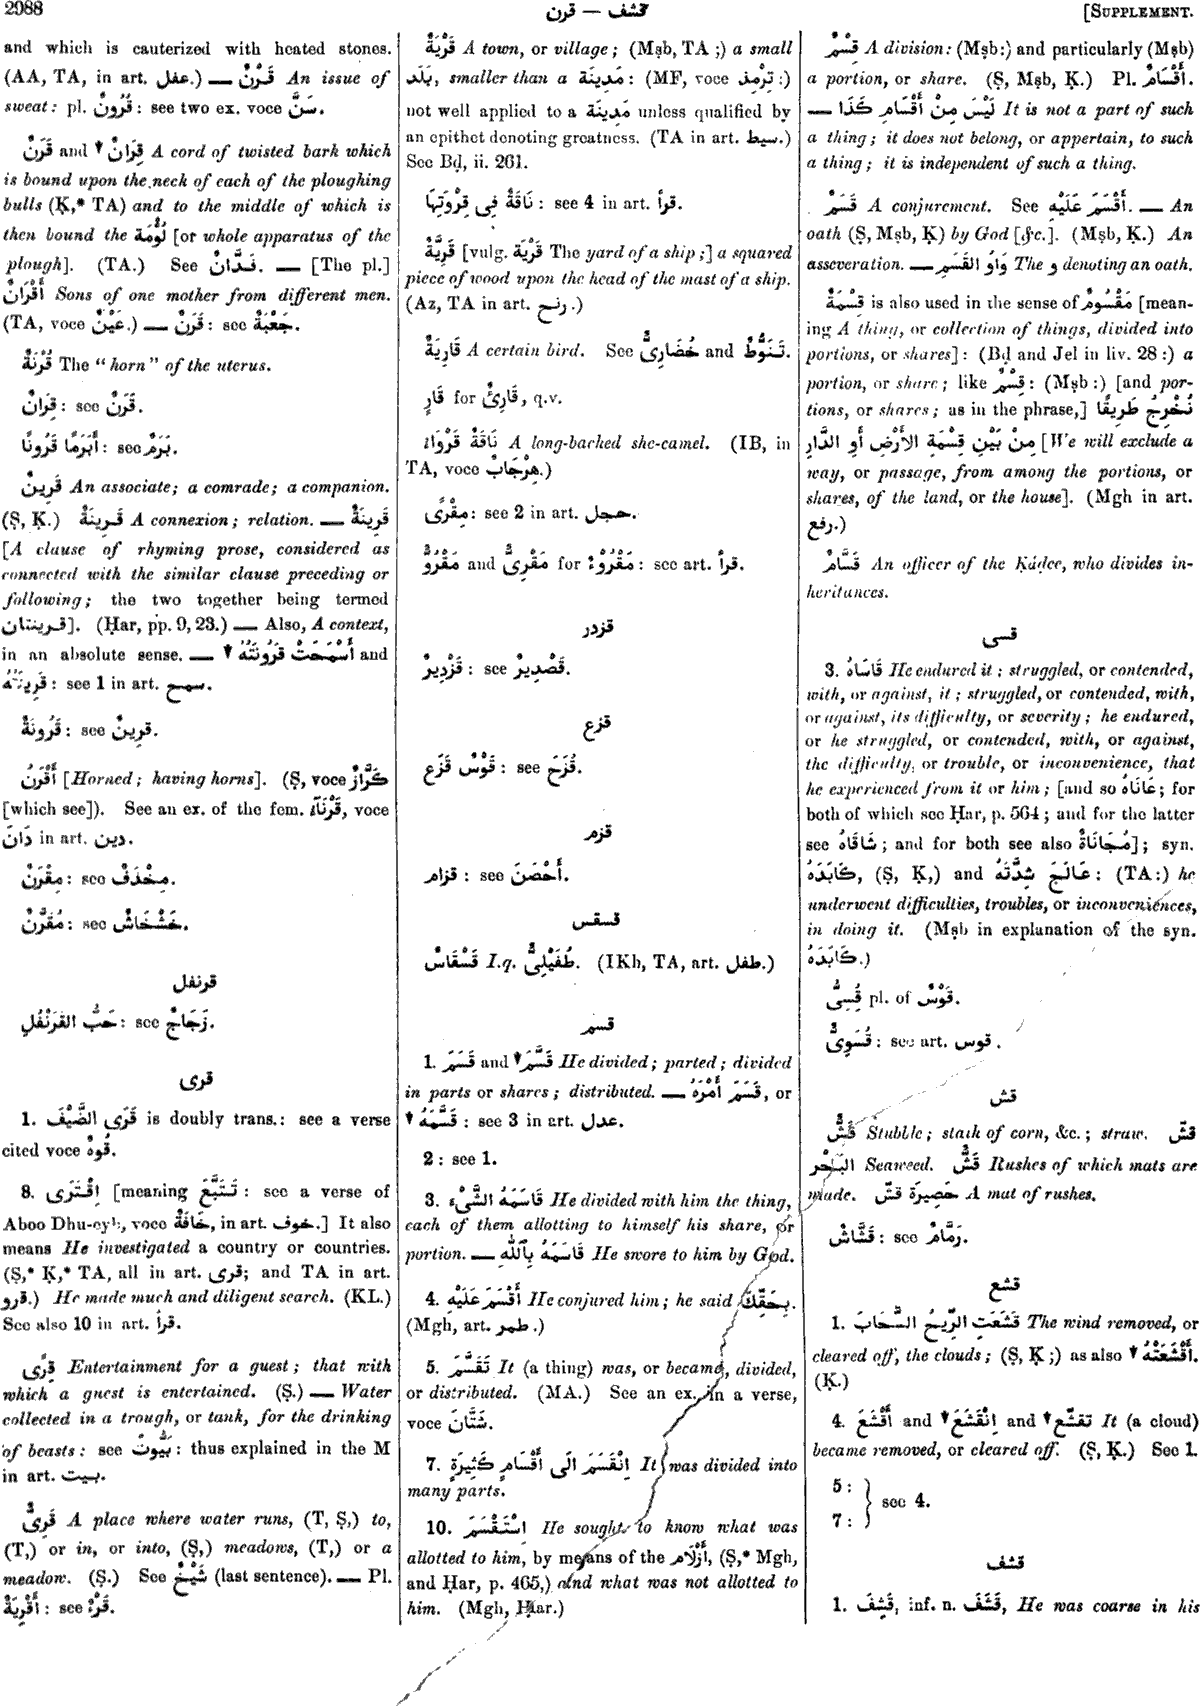 2988
قرن — قشف
[SUPPLEMENT.
and which is cauterized with heated stones.
(AA, TA, in art. عفل.) — قَرْنٌ An issue of
sweat: pl. قُرُونٌ: see two ex. voce سَنَّ.
قَرَنٌ and ↑ قِرَانٌ A cord of twisted bark which
is bound upon the neck of each of the ploughing
bulls (Ḳ,* TA) and to the middle of which is
then bound the لُؤْمَة [or whole apparatus of the
plough]. (TA.) See فَدَّانٌ. — [The pl.]
أَقْرَانٌ Sons of one mother from different men.
(TA, voce عَيْنٌ.) — قَرَنٌ: see جَعْبَةٌ.
قُرْنَةٌ The "horn" of the uterus.
قِرَانٌ: see قَرَنٌ.
أَبَرَمًا قَرُونًا: see بَرَمٌ.
قَرِينٌ An associate; a comrade; a companion.
(Ṣ, Ḳ.) قَرِينَةٌ A connexion; relation. — قَرِينَةٌ
[A clause of rhyming prose, considered as
connected with the similar clause preceding or
following; the two together being termed
قرينتان]. (Ḥar, pp. 9, 23.) — Also, A context,
in an absolute sense. — ↑ أَسْمَحَتْ قَرُونَتُهُ and
قَرِينَتُهُ: see 1 in art. سمح.
قَرُونَةٌ: see قرينٌ.
أَقْرَنُ [Horned; having horns]. (Ṣ, voce كَرَّازٌ
[which see]). See an ex. of the fem. قَرْنَآءُ, voce
دَانَ in art. دين.
مِقْرَنٌ: see مِخْذَفٌ.
مُقَرَّنٌ: see خَشْخَاشٌ.
قرنفل
حَبُّ القَرَنْفُلِ: see زَجَاجٌ.
قرى
1. قَرَى الضَّيْفَ is doubly trans.: see a verse
cited voce قُوهٌ.
8. اِقْتَرَى [meaning تَتَبَّعَ: see a verse of
Aboo Dhu-eyb, voce خَافَةٌ, in art. خوف.] It also
means He investigated a country or countries.
(Ṣ,* Ḳ,* TA, all in art. قرى; and TA in art.
قرو.) He made much and diligent search. (KL.)
See also 10 in art. قرأ.
قِرًى Entertainment for a guest; that with
which a guest is entertained. (Ṣ.) — Water
collected in a trough, or tank, for the drinking
of beasts: see بَيُّوتٌ: thus explained in the M
in art. بيت.
قَرِىٌّ A place where water runs, (T, Ṣ,) to,
(T,) or in, or into, (Ṣ,) meadows, (T,) or a
meadow. (Ṣ.) See شَيْخٌ (last sentence). — Pl.
أَقْرِيَةٌ: see قَرْءٌ.
قَرْيَةٌ A town, or village; (Mṣb, TA;) a small
بَلَد, smaller than a مَدِينَة: (MF, voce تِرْمِذ:)
not well applied to a مَدِينَة unless qualified by
an epithet denoting greatness. (TA in art. سيط.)
See Bḍ, ii. 261.
نَاقَةٌ فِى قِرْوَتِهَا: see 4 in art. قرأ.
قَرِيَّةٌ [vulg. قَرْيَة The yard of a ship;] a squared
piece of wood upon the head of the mast of a ship.
(Az, TA in art. رنح.)
قَارِيَةٌ A certain bird. See خُضَارِىٌّ and تَنَوُّطٌ.
قَارٍ for قَارِئٌ, q.v.
نَاقَةٌ قَرْوَآءُ A long-backed she-camel. (IB, in
TA, voce هِرْجَابٌ.)
مِقْرًى: see 2 in art. حجل.
مَقْرُوٌّ and مَقْرِىٌّ for مَقْرُوْءٌ: see art. قرأ.
قزدر
قَزْدِيرٌ: see قَصْدِيرٌ.
قزع
قَوْسُ قَزَع: see قُزَحَ.
قزم
قزام: see أَحْصَنَ.
قسقس
قَسْقَاسٌ I.q. طُفَيْلِىٌّ. (IKh, TA, art. طفل.)
قسم
1. قَسَمَ and ↑ قَسَّمَ He divided; parted; divided
in parts or shares; distributed. — قَسَمَ أَمْرَهُ, or
↑ قَسَّمَهُ: see 3 in art. عدل.
2: see 1.
3. قَاسَمَهُ الشَّىْءَ He divided with him the thing,
each of them allotting to himself his share, or
portion. — قَاسَمَهُ بِٱللّٰهِ He swore to him by God.
4. أَقْسَمَ عَلَيْهِ He conjured him; he said بِحَقِّكَ.
(Mgh, art. طمر.)
5. تَقَسَّمَ It (a thing) was, or became, divided,
or distributed. (MA.) See an ex. in a verse,
voce شَتَّانَ.
7. اِنْقَسَمَ الَى أَقْسَامٍ كَثِيرَةٍ It was divided into
many parts.
10. اِسْتَقْسَمَ He sought to know what was
allotted to him, by means of the أَزْلَام, (Ṣ,* Mgh,
and Ḥar, p. 465,) and what was not allotted to
him. (Mgh, Ḥar.)
قِسْمٌ A division: (Mṣb:) and particularly (Mṣb)
a portion, or share. (Ṣ, Mṣb, Ḳ.) Pl. أَقْسَامٌ.
— لَيْسَ مِنْ أَقْسَامِ كَذَا It is not a part of such
a thing; it does not belong, or appertain, to such
a thing; it is independent of such a thing.
قَسَمٌ A conjurement. See أَقْسَمَ عَلَيْهِ. — An
oath (Ṣ, Mṣb, Ḳ) by God [&c.]. (Mṣb, Ḳ.) An
asseveration. — وَاوُ القَسَمِ The و denoting an oath.
قِسْمَةٌ is also used in the sense of مَقْسُومٌ [mean-
ing A thing, or collection of things, divided into
portions, or shares]: (Bḍ and Jel in liv. 28:) a
portion, or share; like قِسْمٌ: (Mṣb:) [and por-
tions, or shares; as in the phrase,] نُخْرِجُ طَرِيقًا
مِنْ بَيْنِ قِسْمَةِ الأَرْضِ أَوِ الدَّارِ [We will exclude a
way, or passage, from among the portions, or
shares, of the land, or the house]. (Mgh in art.
رفع.)
قَسَّامٌ An officer of the Ḳáḍee, who divides in-
heritances.
قسى
3. قَاسَاهُ He endured it; struggled, or contended,
with, or against, it; struggled, or contended, with,
or against, its difficulty, or severity; he endured,
or he struggled, or contended, with, or against,
the difficulty, or trouble, or inconvenience, that
he experienced from it or him; [and so عَانَاهُ; for
both of which see Ḥar, p. 564; and for the latter
see شَاقَاهُ; and for both see also مُجَانَاةٌ]; syn.
كَابَدَهُ, (Ṣ, Ḳ,) and عَالَجَ شِدَّتَهُ: (TA:) he
underwent difficulties, troubles, or inconveniences,
in doing it. (Mṣb in explanation of the syn.
كَابَدَهُ.)
قُسِىٌّ pl. of قَوْسٌ.
قُسَوِىٌّ: see art. قوس.
قش
قَشٌّ Stubble; stalk of corn, &c.; straw. قشّ
البَحْرِ Seaweed. قَشٌّ Rushes of which mats are
made. حَصِيرَة قشّ A mat of rushes.
قَشَّاشٌ: see رَمَّامٌ.
قشع
1. قَشَعَتِ الرِّيحُ السَّحَابَ The wind removed, or
cleared off, the clouds; (Ṣ, Ḳ;) as also ↑ أَقْشَعَتْهُ.
(Ḳ.)
4. أَقْشَعَ and ↑ اِنْقَشَعَ and ↑ تقشّع It (a cloud)
became removed, or cleared off. (Ṣ, Ḳ.) See 1.
5:
7: } see 4.
قشف
1. قَشِفَ, inf. n. قَشَفَ, He was coarse in his